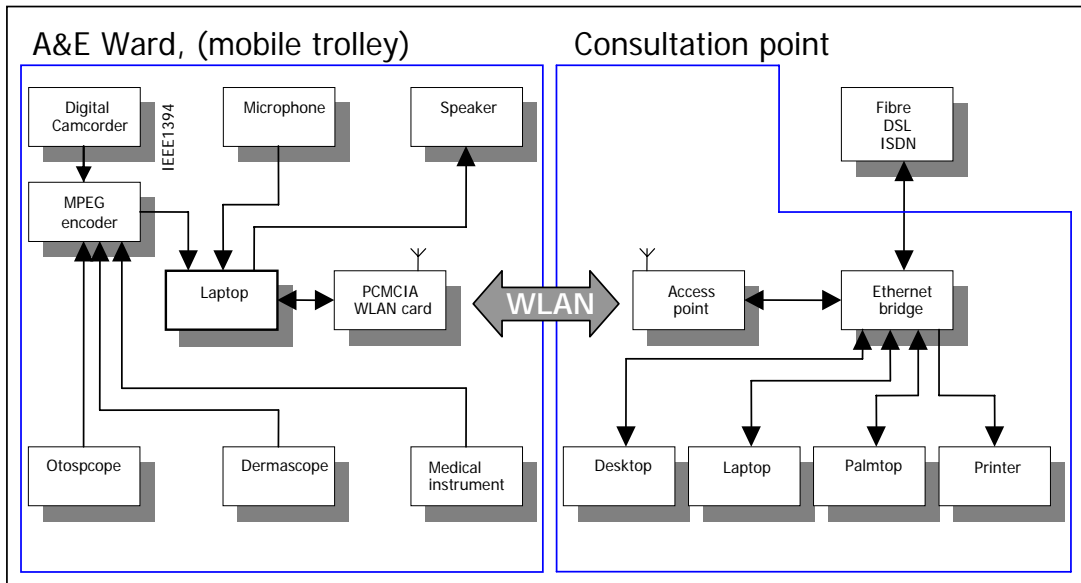 A&E Ward, (mobile trolley)
Consultation point
Digital
Camcorder
IEEE1394
Microphone
Speaker
Fibre
DSL
ISDN
MPEG
encoder
Laptop
PCMCIA
WLAN card
WLAN
Access
point
Ethernet
bridge
Otospcope
Dermascope
Medical
instrument
Desktop
Laptop
Palmtop
Printer